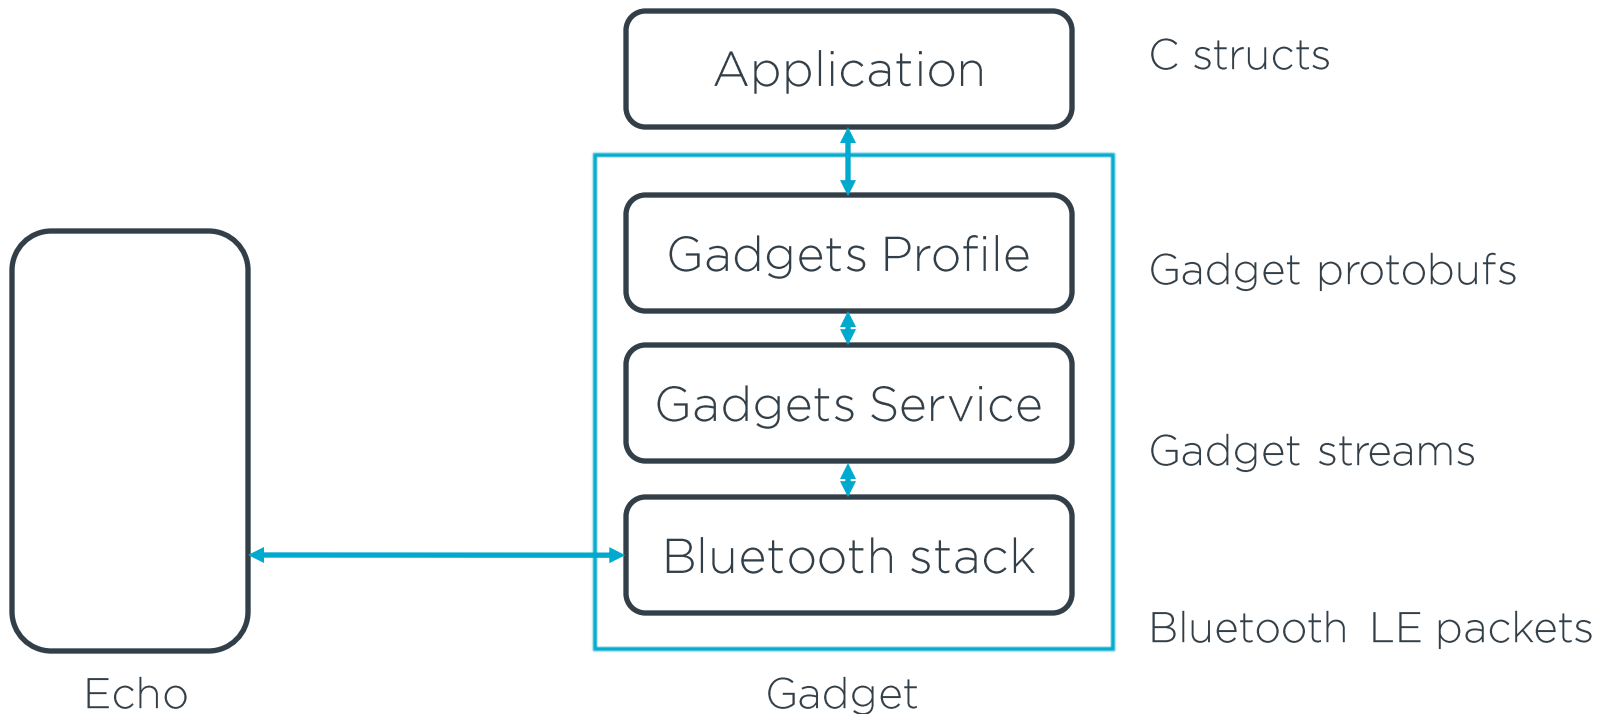 Application
C structs
Gadgets Profile
Gadget protobufs
Gadgets Service
Gadget streams
Bluetooth stack
Bluetooth LE packets
Echo
Gadget